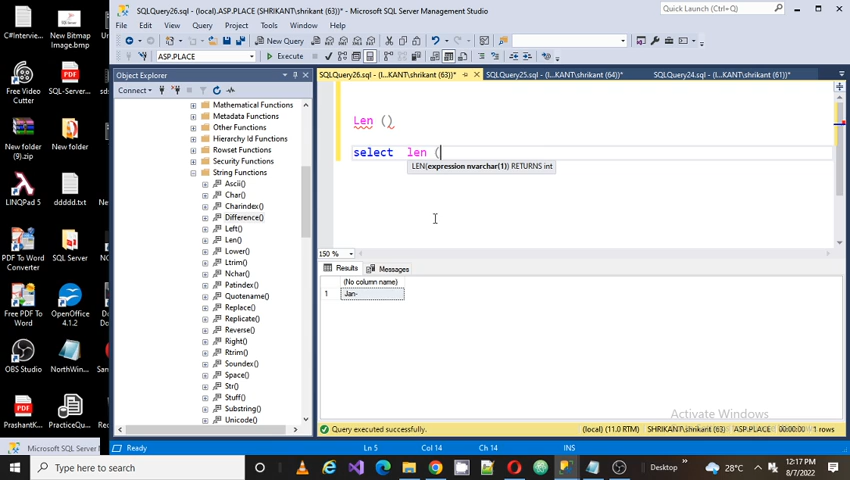 C#Interview...
New Bitmap
Image.bmp
Free Video
Cutter
SQL-Server...
New folder
(9).zip
New folder
LINQPad 5
ddddd.txt
PDF To Word
Converter
SQL Server
Free PDF To
Word
OpenOffice
4.1.2
OBS Studio
NorthWin...
PrashantK...
PracticeQu...
SQLQuery26.sql - (local).ASP.PLACE (SHRIKANT\shrikant (63))* - Microsoft SQL Server Management Studio
Quick Launch (Ctrl+Q)
File Edit View Query Project Tools Window Help
New Query
ASP.PLACE
Execute
Object Explorer
Connect
Mathematical Functions
Metadata Functions
Other Functions
Hierarchy Id Functions
Rowset Functions
Security Functions
String Functions
Ascii()
Char()
Charindex()
Difference()
Left()
Len()
Lower()
Ltrim()
Nchar()
Patindex()
Quotename()
Replace()
Replicate()
Reverse()
Right()
Rtrim()
Soundex()
Space()
Str()
Stuff()
Substring()
Unicode()
SQLQuery26.sql - (l...KANT\shrikant (63))*
SQLQuery25.sql - (l...KANT\shrikant (64))*
SQLQuery24.sql - (l...KANT\shrikant (61))*
Len ()
select len (
LEN(expression nvarchar(1)) RETURNS int
150 %
Results
Messages
(No column name)
1 Jan-
Activate Windows
Query executed successfully.
(local) (11.0 RTM) SHRIKANT\shrikant (63) ASP.PLACE 00:00:00 1 rows
Microsoft SQL Serv
Ready
Ln 5 Col 14 Ch 14 INS
Type here to search
Desktop
28°C
12:17 PM
8/7/2022